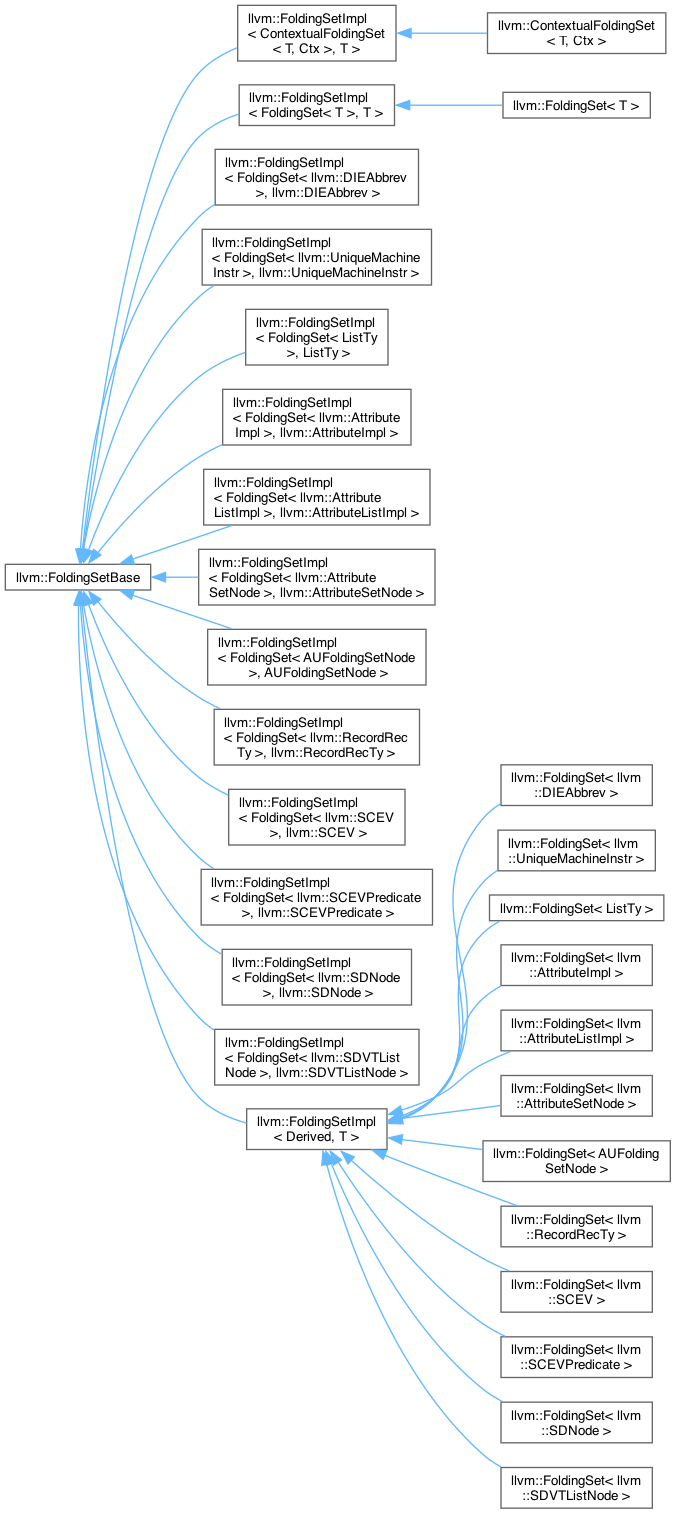 llvm::FoldingSetImpl
< ContextualFoldingSet
< T, Ctx >, T >
llvm::ContextualFoldingSet
< T, Ctx >
llvm::FoldingSetImpl
< FoldingSet< T >, T >
llvm::FoldingSet< T >
llvm::FoldingSetImpl
< FoldingSet< llvm::DIEAbbrev
>, llvm::DIEAbbrev >
llvm::FoldingSetImpl
< FoldingSet< llvm::UniqueMachine
Instr >, llvm::UniqueMachineInstr >
llvm::FoldingSetImpl
< FoldingSet< ListTy
>, ListTy >
llvm::FoldingSetImpl
< FoldingSet< llvm::Attribute
Impl >, llvm::AttributeImpl >
llvm::FoldingSetImpl
< FoldingSet< llvm::Attribute
ListImpl >, llvm::AttributeListImpl >
llvm::FoldingSetBase
llvm::FoldingSetImpl
< FoldingSet< llvm::Attribute
SetNode >, llvm::AttributeSetNode >
llvm::FoldingSetImpl
< FoldingSet< AUFoldingSetNode
>, AUFoldingSetNode >
llvm::FoldingSetImpl
< FoldingSet< llvm::RecordRec
Ty >, llvm::RecordRecTy >
llvm::FoldingSetImpl
< FoldingSet< llvm::SCEV
>, llvm::SCEV >
llvm::FoldingSetImpl
< FoldingSet< llvm::SCEVPredicate
>, llvm::SCEVPredicate >
llvm::FoldingSetImpl
< FoldingSet< llvm::SDNode
>, llvm::SDNode >
llvm::FoldingSetImpl
< FoldingSet< llvm::SDVTList
Node >, llvm::SDVTListNode >
llvm::FoldingSetImpl
< Derived, T >
llvm::FoldingSet< llvm
::DIEAbbrev >
llvm::FoldingSet< llvm
::UniqueMachineInstr >
llvm::FoldingSet< ListTy >
llvm::FoldingSet< llvm
::AttributeImpl >
llvm::FoldingSet< llvm
::AttributeListImpl >
llvm::FoldingSet< llvm
::AttributeSetNode >
llvm::FoldingSet< AUFolding
SetNode >
llvm::FoldingSet< llvm
::RecordRecTy >
llvm::FoldingSet< llvm
::SCEV >
llvm::FoldingSet< llvm
::SCEVPredicate >
llvm::FoldingSet< llvm
::SDNode >
llvm::FoldingSet< llvm
::SDVTListNode >